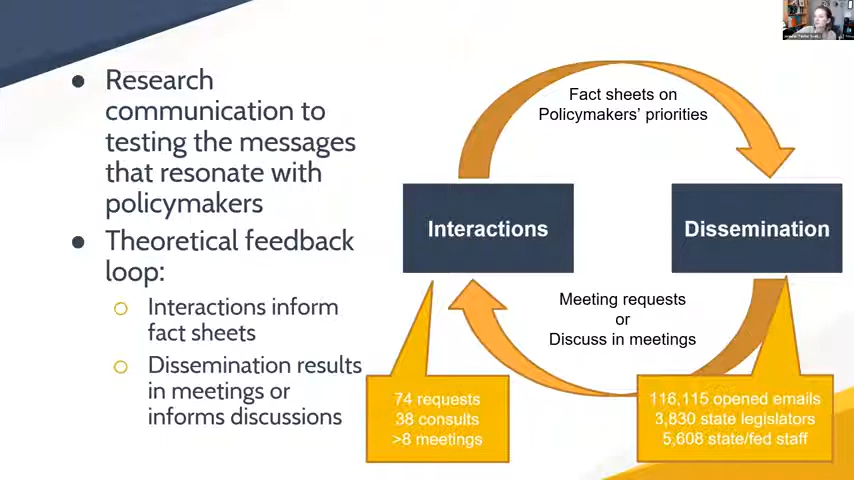 Research
communication to
testing the messages
that resonate with
policymakers
Theoretical feedback
loop:
Interactions inform
fact sheets
Dissemination results
in meetings or
informs discussions
Fact sheets on
Policymakers' priorities
Interactions
Dissemination
Meeting requests
or
Discuss in meetings
74 requests
38 consults
>8 meetings
116,115 opened emails
3,830 state legislators
5,608 state/fed staff